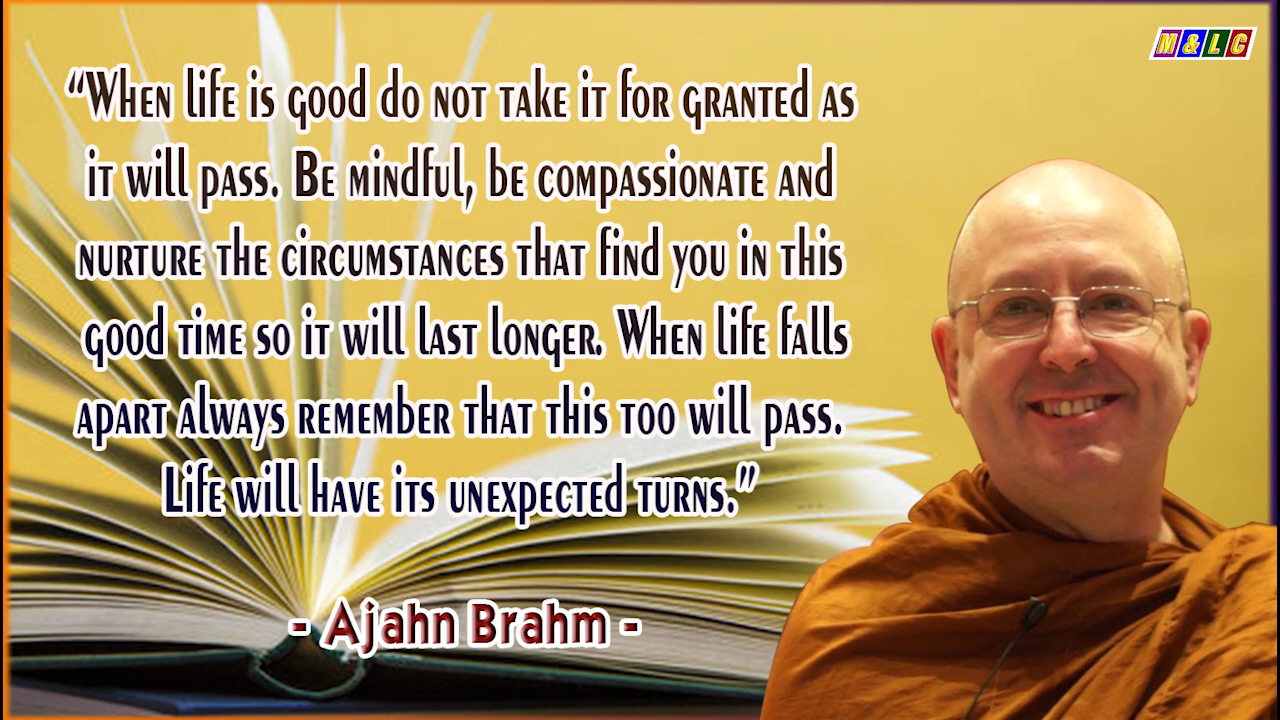 M&LC
“When life is good do not take it for granted as
it will pass. Be mindful, be compassionate and
nurture the circumstances that find you in this
good time so it will last longer. When life falls
apart always remember that this too will pass.
Life will have its unexpected turns.”
- Ajahn Brahm -